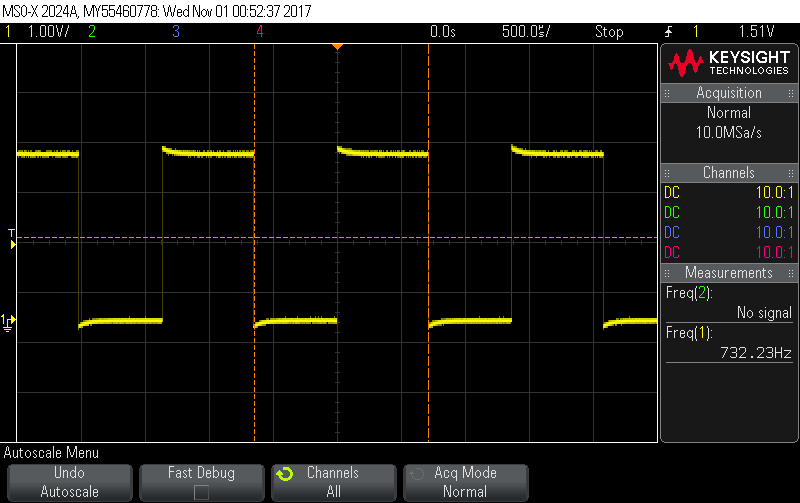 MSO-X 2024A, MY55460778: Wed Nov 01 00:52:37 2017
1 1.00V/ 2 3 4 0.0s 500.0㎲/ Stop 1 1.51V
KEYSIGHT
TECHNOLOGIES
Acquisition
Normal
10.0MSa/s
Channels
DC 10.0:1
DC 10.0:1
DC 10.0:1
DC 10.0:1
Measurements
Freq(2):
No signal
Freq(1):
732.23Hz
T
1
Autoscale Menu
Undo
Autoscale
Fast Debug
Channels
All
Acq Mode
Normal